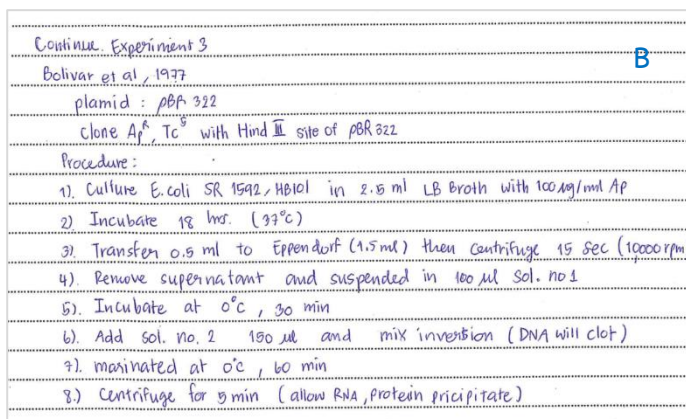 Continue. Experiment 3
B
Bolivar et al, 1977
plamid : pBR 322
clone Ap^R, Tc^S with Hind III site of pBR 322
Procedure :
1). Culture E.coli SR 1592, HB101 in 2.5 ml LB Broth with 100 µg/ml Ap
2) Incubate 18 hrs. (37°C)
3). Transfer 0.5 ml to Eppendorf (1.5 ml) then centrifuge 15 sec (10000 rpm
4). Remove supernatant and suspended in 100 µl Sol. no 1
5). Incubate at 0°C, 30 min
6). Add Sol. no. 2 150 µl and mix invertion (DNA will clot)
7). marinated at 0°C, 60 min
8.) Centrifuge for 5 min (allow RNA, protein pricipitate)